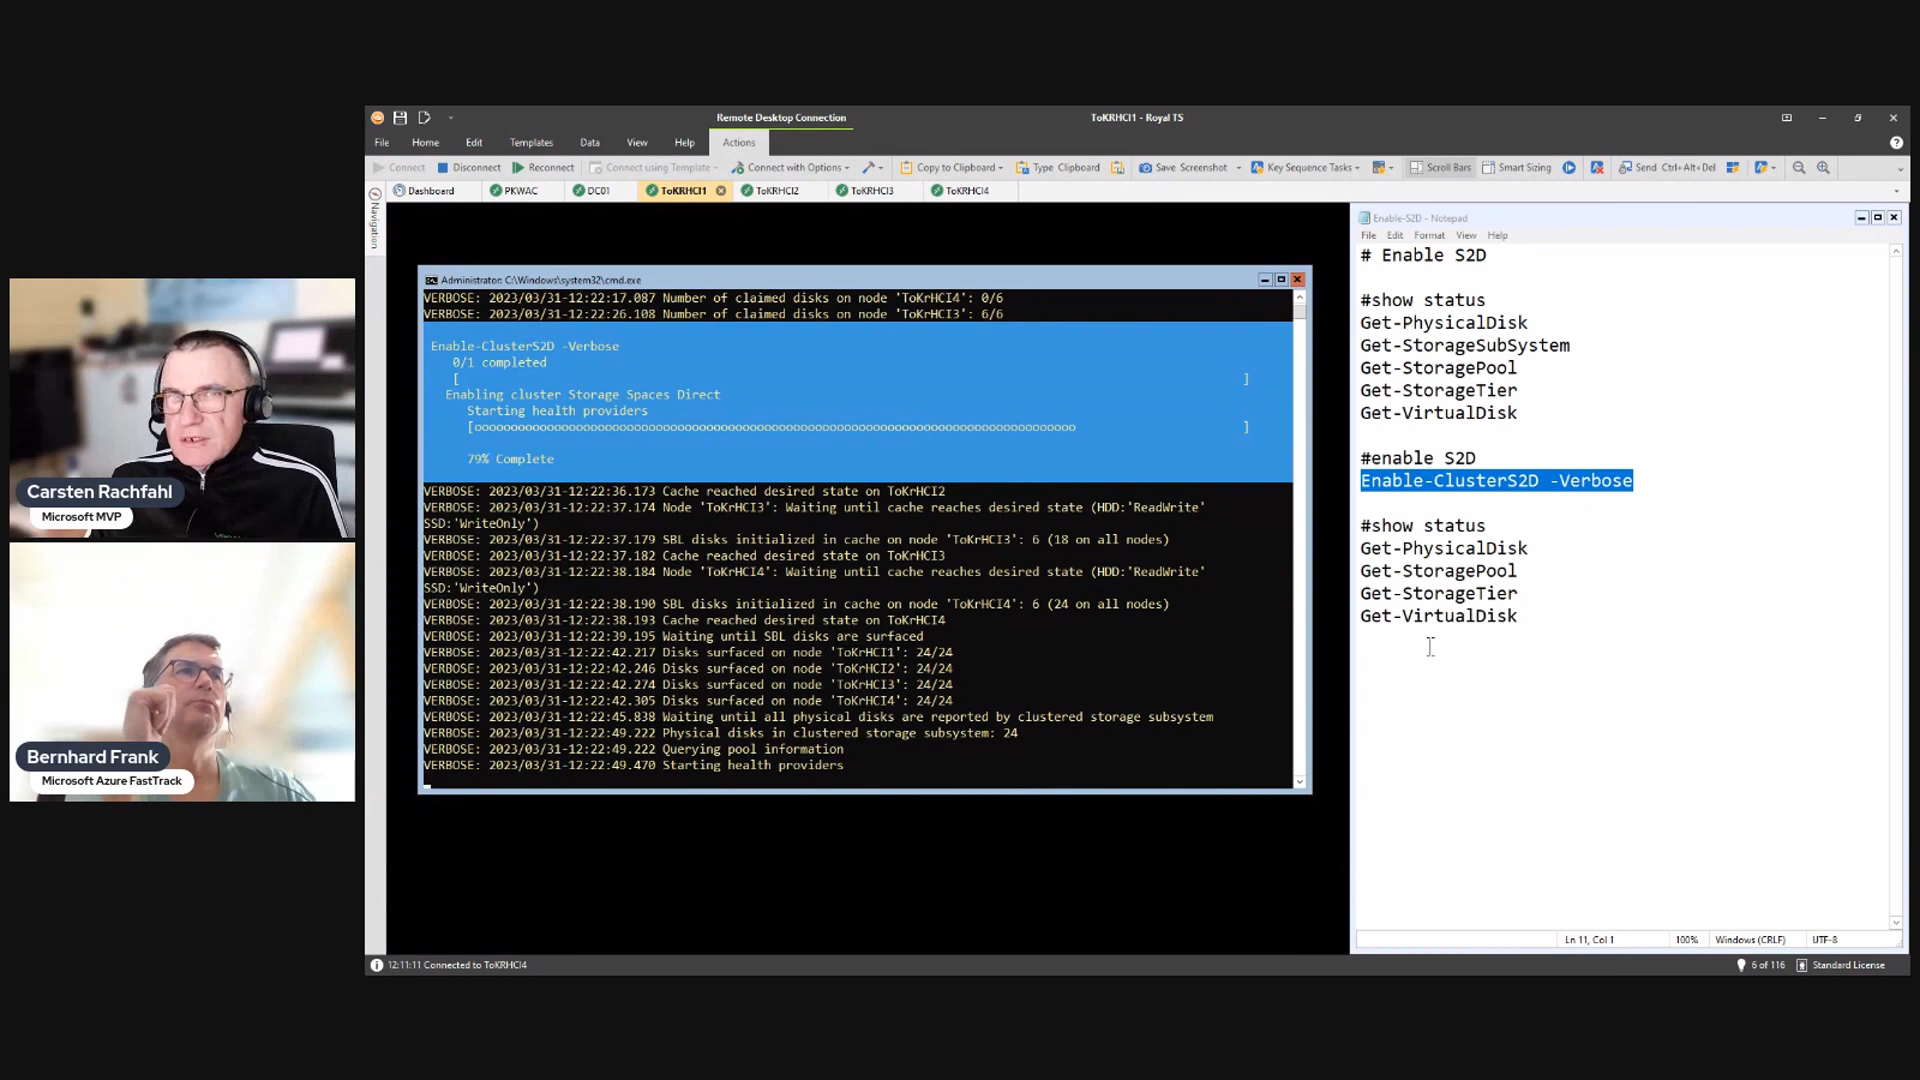 Remote Desktop Connection
ToKRHCI1 - Royal TS
File Home Edit Templates Data View Help Actions
Connect Disconnect Reconnect Connect using Template Connect with Options Copy to Clipboard Type Clipboard Save Screenshot Key Sequence Tasks Scroll Bars Smart Sizing Send Ctrl+Alt+Del
Dashboard PKWAC DC01 ToKRHCI1 ToKRHCI2 ToKRHCI3 ToKRHCI4
Navigation
Administrator: C:\Windows\system32\cmd.exe
VERBOSE: 2023/03/31-12:22:17.087 Number of claimed disks on node 'ToKrHCI4': 0/6
VERBOSE: 2023/03/31-12:22:26.108 Number of claimed disks on node 'ToKrHCI3': 6/6
Enable-ClusterS2D -Verbose
0/1 completed
[ ]
Enabling cluster Storage Spaces Direct
Starting health providers
[ooooooooooooooooooooooooooooooooooooooooooooooooooooooooooooooooooooooooooooooooooo ]
79% Complete
VERBOSE: 2023/03/31-12:22:36.173 Cache reached desired state on ToKrHCI2
VERBOSE: 2023/03/31-12:22:37.174 Node 'ToKrHCI3': Waiting until cache reaches desired state (HDD:'ReadWrite'
SSD:'WriteOnly')
VERBOSE: 2023/03/31-12:22:37.179 SBL disks initialized in cache on node 'ToKrHCI3': 6 (18 on all nodes)
VERBOSE: 2023/03/31-12:22:37.182 Cache reached desired state on ToKrHCI3
VERBOSE: 2023/03/31-12:22:38.184 Node 'ToKrHCI4': Waiting until cache reaches desired state (HDD:'ReadWrite'
SSD:'WriteOnly')
VERBOSE: 2023/03/31-12:22:38.190 SBL disks initialized in cache on node 'ToKrHCI4': 6 (24 on all nodes)
VERBOSE: 2023/03/31-12:22:38.193 Cache reached desired state on ToKrHCI4
VERBOSE: 2023/03/31-12:22:39.195 Waiting until SBL disks are surfaced
VERBOSE: 2023/03/31-12:22:42.217 Disks surfaced on node 'ToKrHCI1': 24/24
VERBOSE: 2023/03/31-12:22:42.246 Disks surfaced on node 'ToKrHCI2': 24/24
VERBOSE: 2023/03/31-12:22:42.274 Disks surfaced on node 'ToKrHCI3': 24/24
VERBOSE: 2023/03/31-12:22:42.305 Disks surfaced on node 'ToKrHCI4': 24/24
VERBOSE: 2023/03/31-12:22:45.838 Waiting until all physical disks are reported by clustered storage subsystem
VERBOSE: 2023/03/31-12:22:49.222 Physical disks in clustered storage subsystem: 24
VERBOSE: 2023/03/31-12:22:49.222 Querying pool information
VERBOSE: 2023/03/31-12:22:49.470 Starting health providers
Enable-S2D - Notepad
File Edit Format View Help
# Enable S2D
#show status
Get-PhysicalDisk
Get-StorageSubSystem
Get-StoragePool
Get-StorageTier
Get-VirtualDisk
#enable S2D
Enable-ClusterS2D -Verbose
#show status
Get-PhysicalDisk
Get-StoragePool
Get-StorageTier
Get-VirtualDisk
Ln 11, Col 1 100% Windows (CRLF) UTF-8
12:11:11 Connected to ToKRHCI4
6 of 116 Standard License
Carsten Rachfahl
Microsoft MVP
Bernhard Frank
Microsoft Azure FastTrack